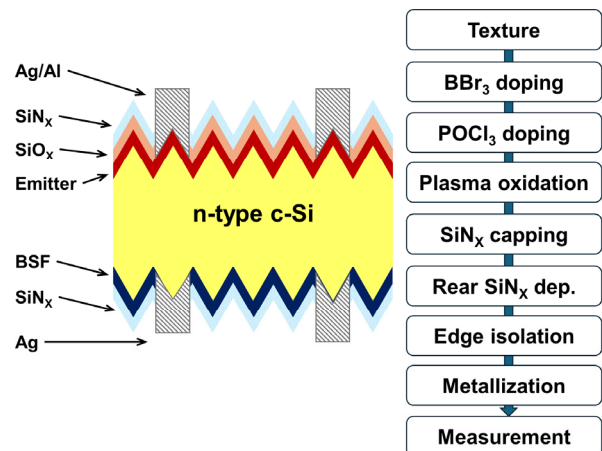 Ag/Al
SiNₓ
SiOₓ
Emitter
n-type c-Si
BSF
SiNₓ
Ag
Texture
BBr₃ doping
POCl₃ doping
Plasma oxidation
SiNₓ capping
Rear SiNₓ dep.
Edge isolation
Metallization
Measurement